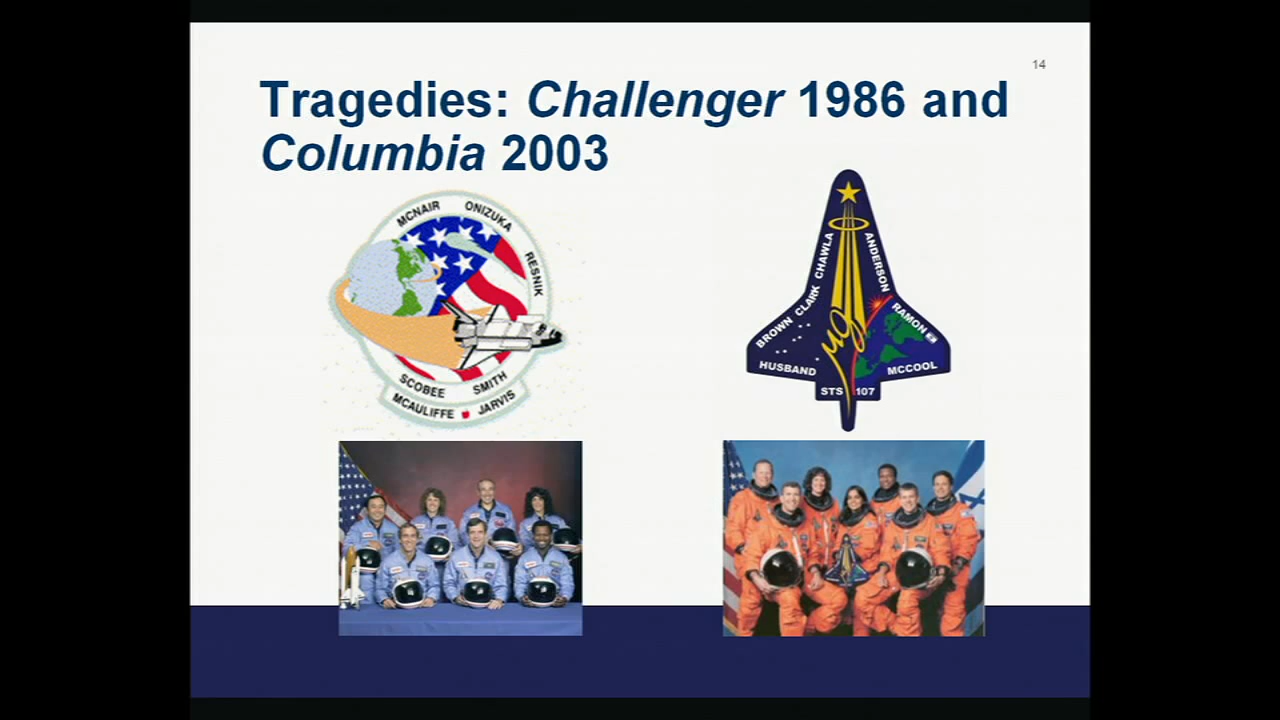 14
Tragedies: Challenger 1986 and
Columbia 2003
MCNAIR ONIZUKA RESNIK
SCOBEE SMITH
MCAULIFFE JARVIS
CHAWLA ANDERSON
BROWN CLARK RAMON
HUSBAND MCCOOL
STS 107